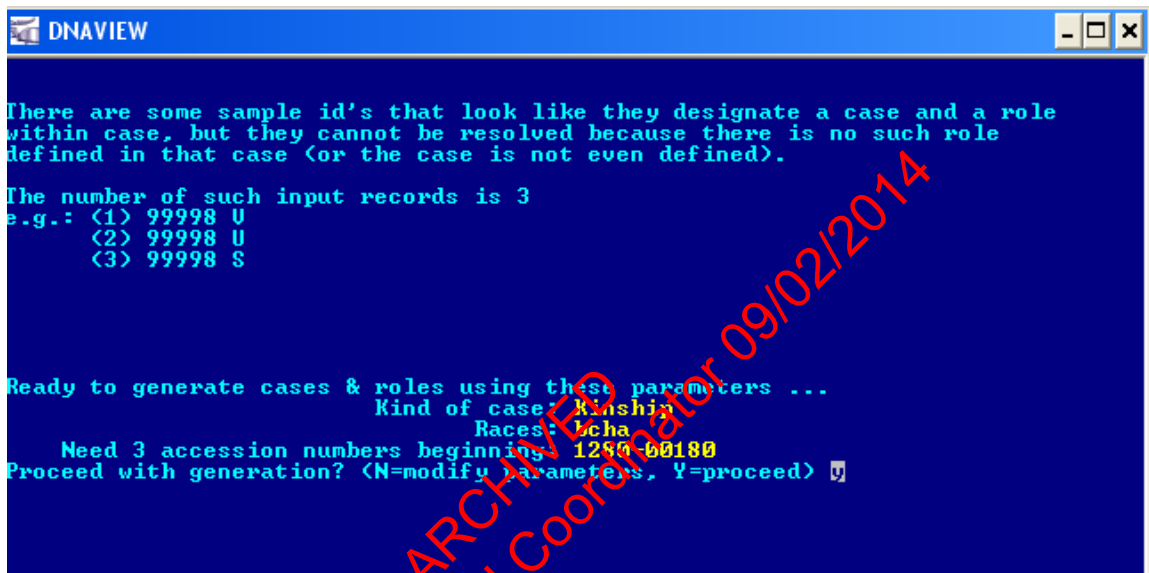 DNAVIEW
There are some sample id's that look like they designate a case and a role
within case, but they cannot be resolved because there is no such role
defined in that case (or the case is not even defined).
The number of such input records is 3
e.g.: (1) 99998 V
(2) 99998 U
(3) 99998 S
Ready to generate cases & roles using these parameters ...
Kind of case: Kinship
Races: bcha
Need 3 accession numbers beginning: 1280-00180
Proceed with generation? (N=modify parameters, Y=proceed) y
ARCHIVED
Coordinator 09/02/2014